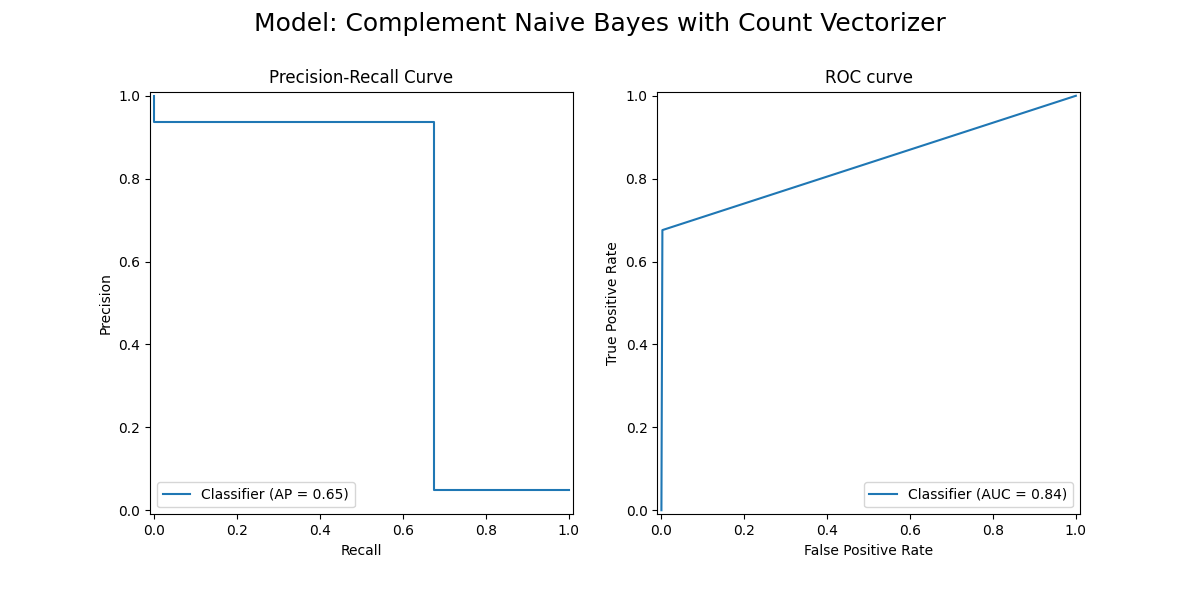 Model: Complement Naive Bayes with Count Vectorizer
Precision-Recall Curve
1.0
0.8
0.6
0.4
0.2
0.0
Precision
Classifier (AP = 0.65)
0.0 0.2 0.4 0.6 0.8 1.0
Recall
ROC curve
1.0
0.8
0.6
0.4
0.2
0.0
True Positive Rate
Classifier (AUC = 0.84)
0.0 0.2 0.4 0.6 0.8 1.0
False Positive Rate